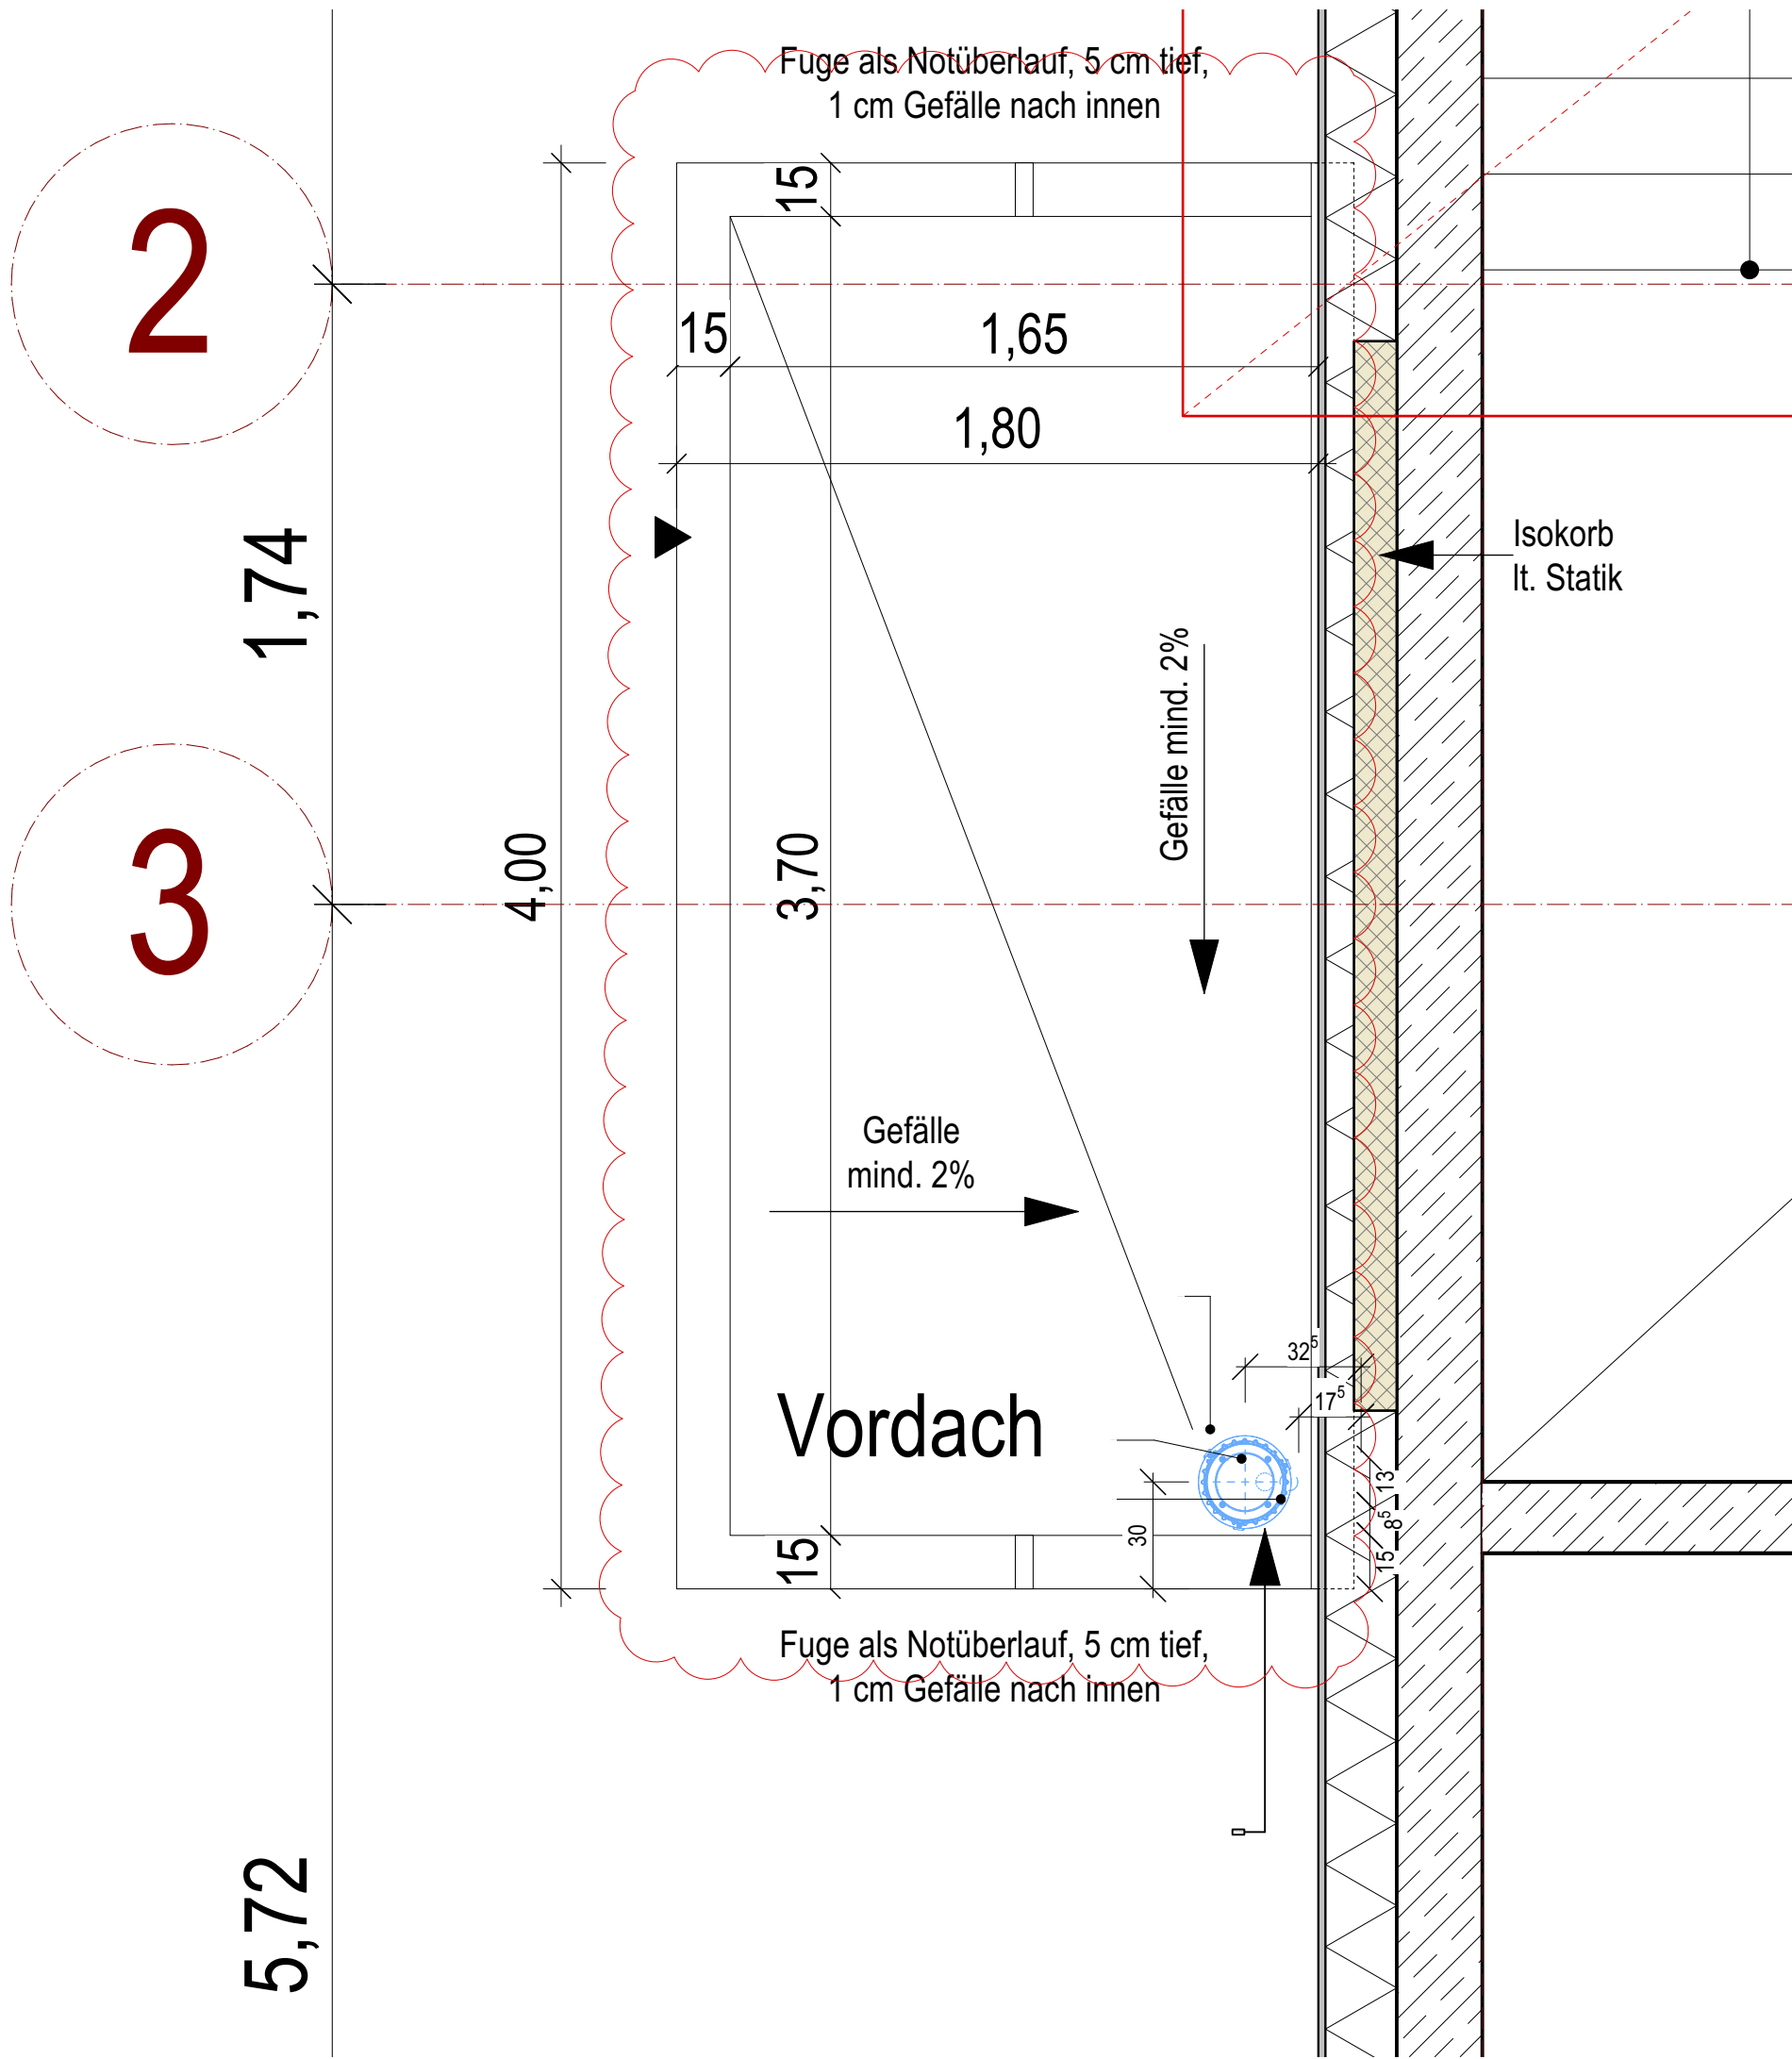 Fuge als Notüberlauf, 5 cm tief,
1 cm Gefälle nach innen
15
2
15
1,65
1,80
Isokorb
lt. Statik
1,74
Gefälle mind. 2%
3
4,00
3,70
Gefälle
mind. 2%
32⁵
17⁵
Vordach
13
8⁵
15
30
15
Fuge als Notüberlauf, 5 cm tief,
1 cm Gefälle nach innen
5,72